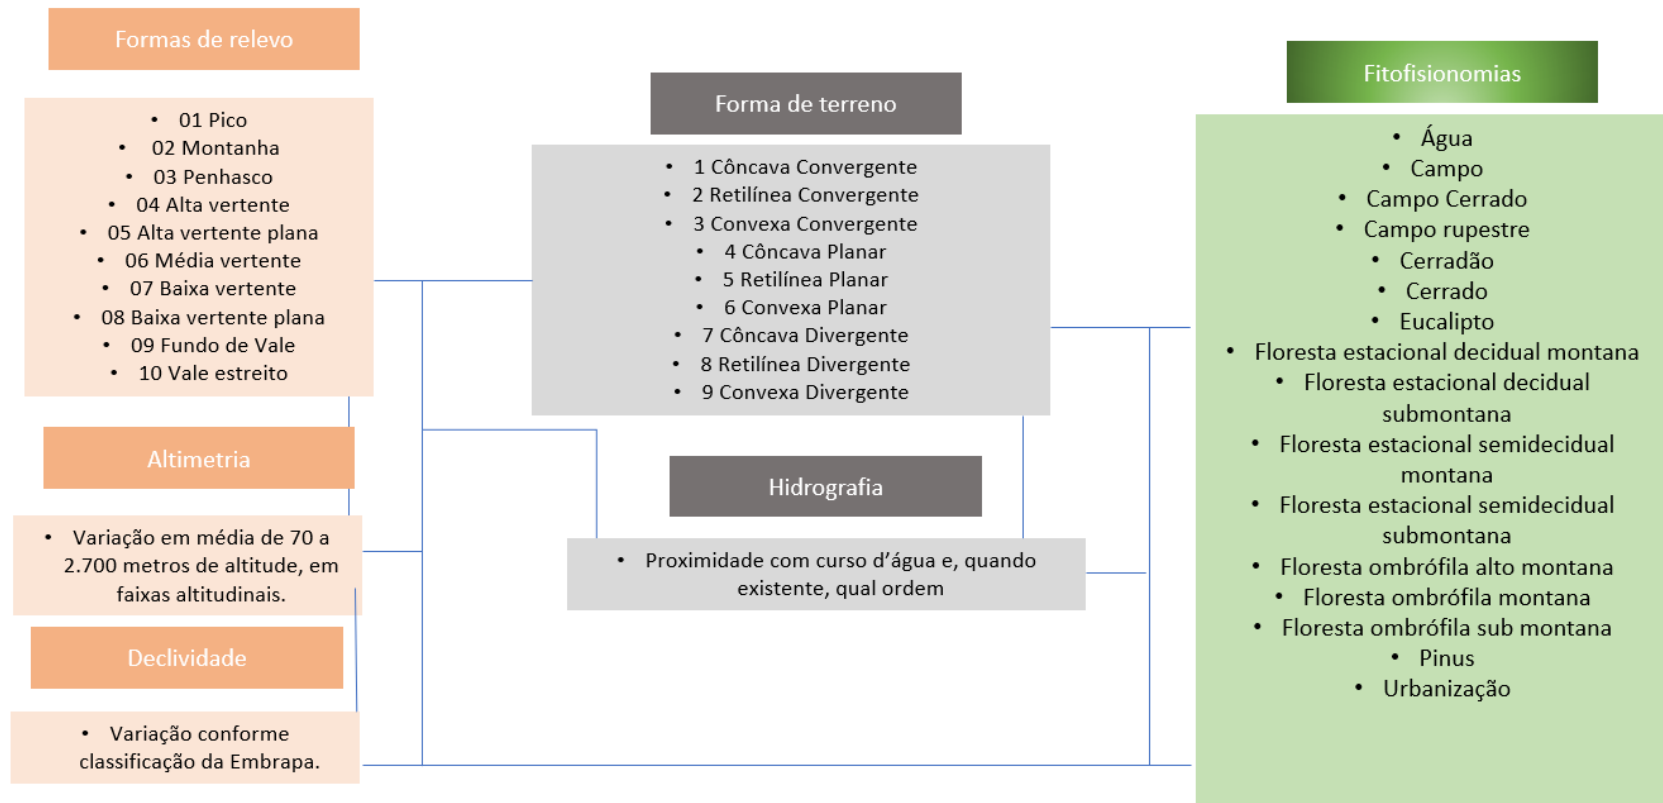 Formas de relevo
• 01 Pico
• 02 Montanha
• 03 Penhasco
• 04 Alta vertente
• 05 Alta vertente plana
• 06 Média vertente
• 07 Baixa vertente
• 08 Baixa vertente plana
• 09 Fundo de Vale
• 10 Vale estreito
Altimetria
• Variação em média de 70 a
2.700 metros de altitude, em
faixas altitudinais.
Declividade
• Variação conforme
classificação da Embrapa.
Forma de terreno
• 1 Côncava Convergente
• 2 Retilínea Convergente
• 3 Convexa Convergente
• 4 Côncava Planar
• 5 Retilínea Planar
• 6 Convexa Planar
• 7 Côncava Divergente
• 8 Retilínea Divergente
• 9 Convexa Divergente
Hidrografia
• Proximidade com curso d’água e, quando
existente, qual ordem
Fitofisionomias
• Água
• Campo
• Campo Cerrado
• Campo rupestre
• Cerradão
• Cerrado
• Eucalipto
• Floresta estacional decidual montana
• Floresta estacional decidual
submontana
• Floresta estacional semidecidual
montana
• Floresta estacional semidecidual
submontana
• Floresta ombrófila alto montana
• Floresta ombrófila montana
• Floresta ombrófila sub montana
• Pinus
• Urbanização